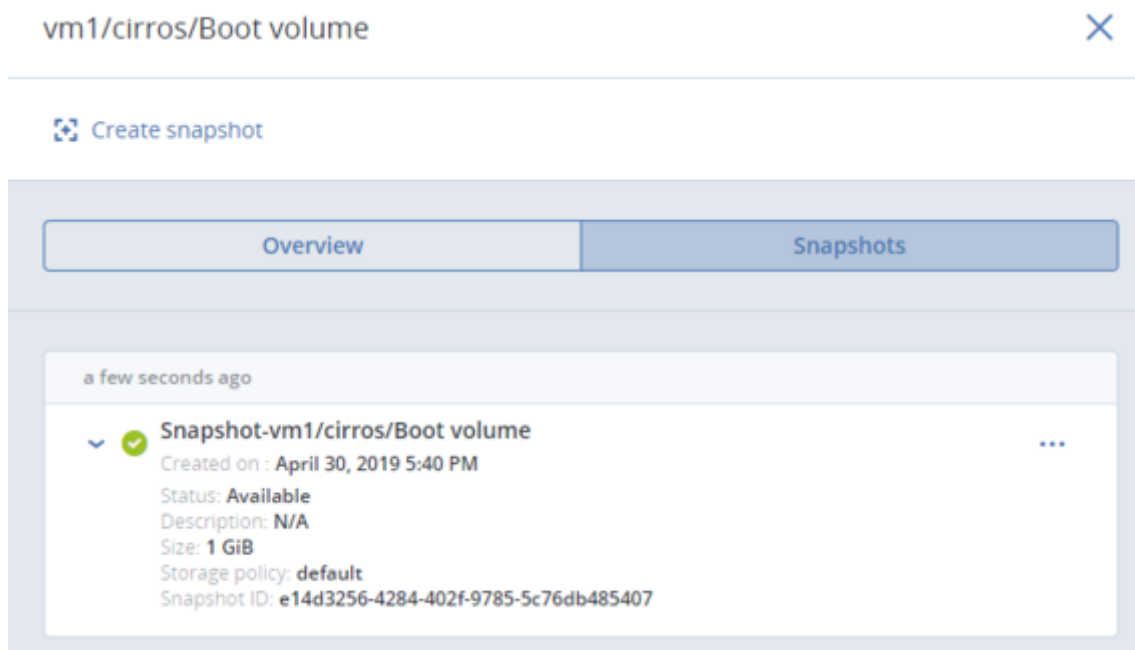 vm1/cirros/Boot volume
Create snapshot
Overview
Snapshots
a few seconds ago
Snapshot-vm1/cirros/Boot volume
Created on : April 30, 2019 5:40 PM
Status: Available
Description: N/A
Size: 1 GiB
Storage policy: default
Snapshot ID: e14d3256-4284-402f-9785-5c76db485407